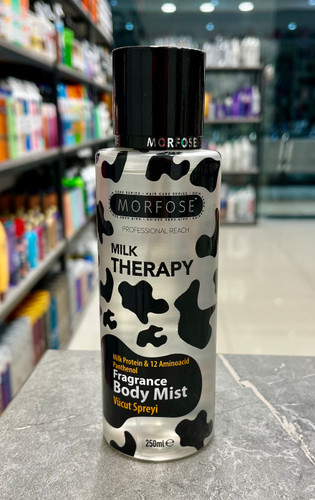 MORFOSE
MORFOSE
PROFESSIONAL REACH
MILK
THERAPY
Milk Protein & 12 Aminoacid
Panthenol
Fragrance
Body Mist
Vücut Spreyi
250ml e